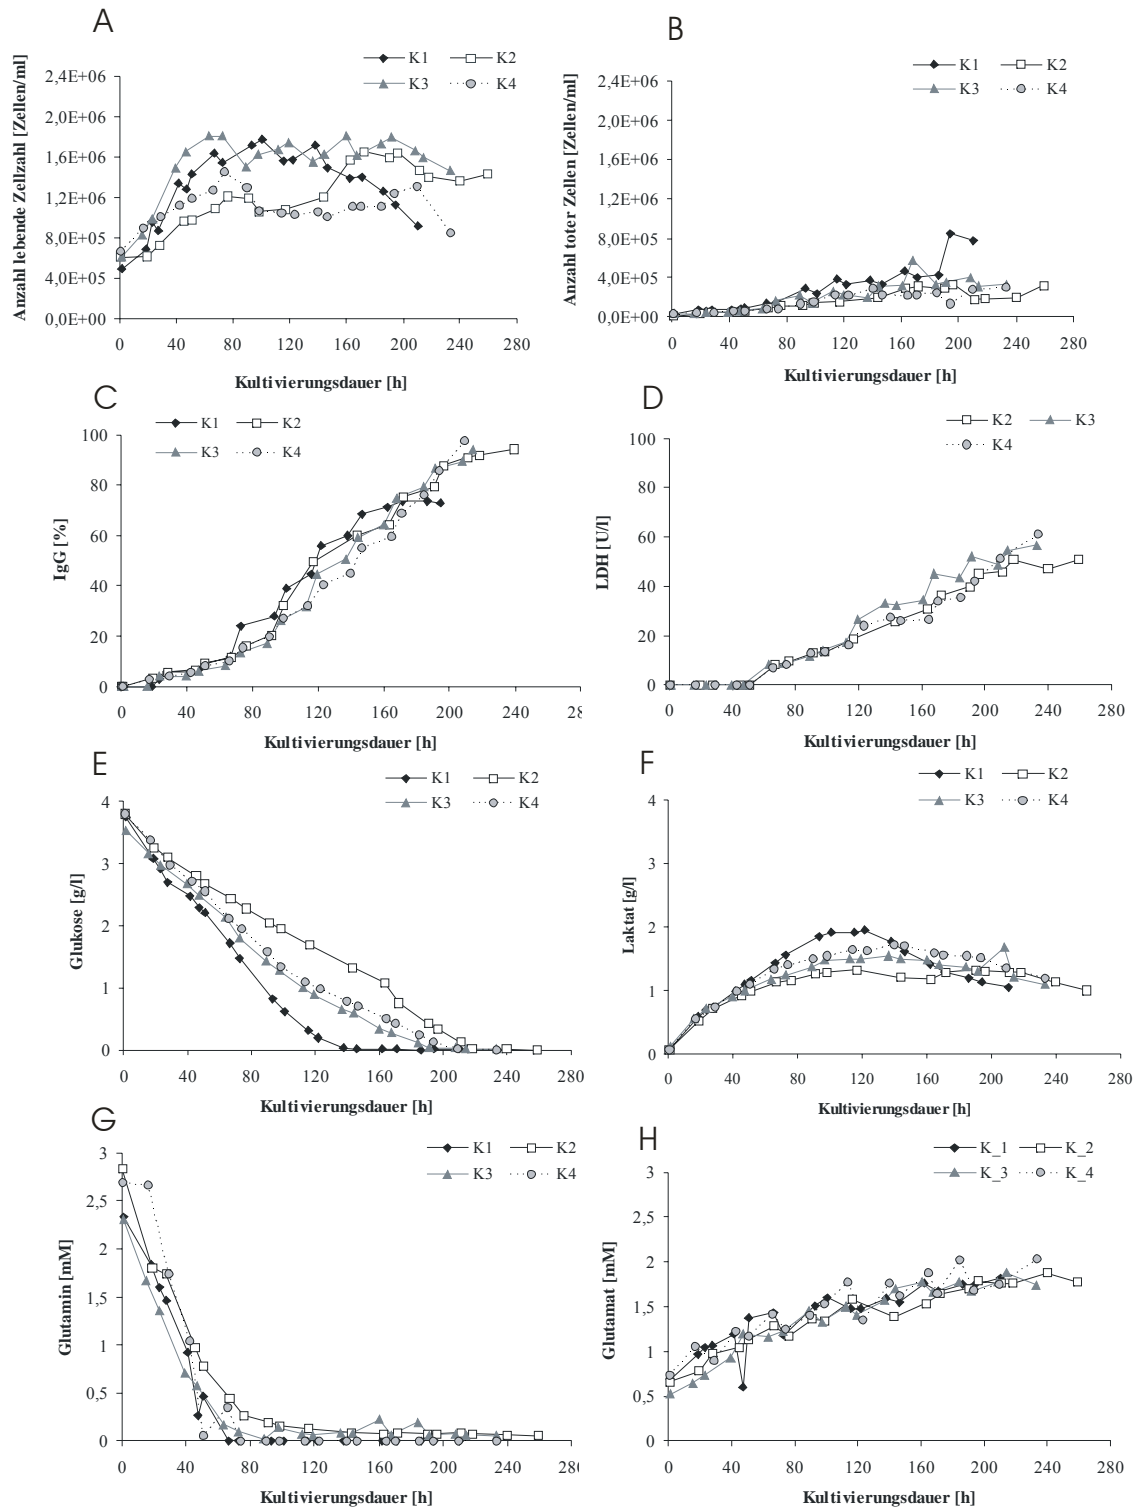 A
K1 K2
K3 K4
Anzahl lebende Zellzahl [Zellen/ml]
2,4E+06
2,0E+06
1,6E+06
1,2E+06
8,0E+05
4,0E+05
0,0E+00
0 40 80 120 160 200 240 280
Kultivierungsdauer [h]
B
K1 K2
K3 K4
Anzahl toter Zellen [Zellen/ml]
2,4E+06
2,0E+06
1,6E+06
1,2E+06
8,0E+05
4,0E+05
0,0E+00
0 40 80 120 160 200 240 280
Kultivierungsdauer [h]
C
K1 K2
K3 K4
IgG [%]
100
80
60
40
20
0
0 40 80 120 160 200 240
Kultivierungsdauer [h]
D
K2 K3
K4
LDH [U/l]
100
80
60
40
20
0
0 40 80 120 160 200 240 280
Kultivierungsdauer [h]
E
K1 K2
K3 K4
Glukose [g/l]
4
3
2
1
0
0 40 80 120 160 200 240 280
Kultivierungsdauer [h]
F
K1 K2
K3 K4
Laktat [g/l]
4
3
2
1
0
0 40 80 120 160 200 240 280
Kultivierungsdauer [h]
G
K1 K2
K3 K4
Glutamin [mM]
3
2,5
2
1,5
1
0,5
0
0 40 80 120 160 200 240 280
Kultivierungsdauer [h]
H
K_1 K_2
K_3 K_4
Glutamat [mM]
3
2,5
2
1,5
1
0,5
0
0 40 80 120 160 200 240 280
Kultivierungsdauer [h]